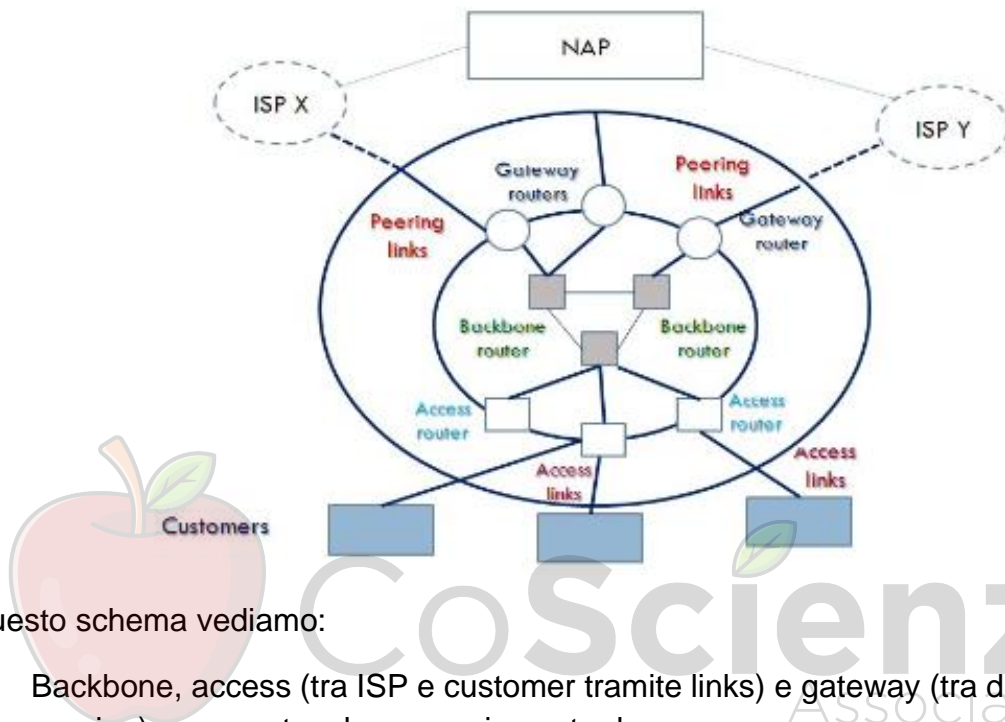 NAP
ISP X
ISP Y
Gateway
routers
Peering
links
Peering
links
Gateway
router
Backbone
router
Backbone
router
Access
router
Access
router
Access
links
Access
links
Customers
CoScienz
Associa
uesto schema vediamo:
Backbone, access (tra ISP e customer tramite links) e gateway (tra d